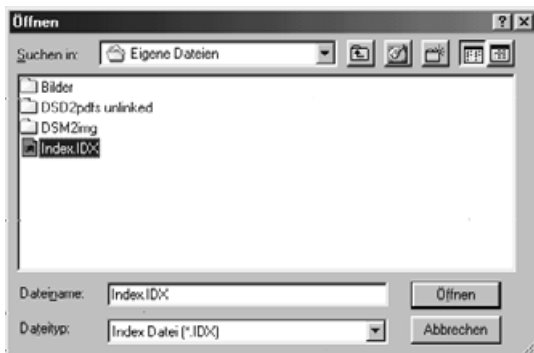 Öffnen
Suchen in: Eigene Dateien
Bilder
DSD2pdfs unlinked
DSM2img
Index.IDX
Dateiname: Index.IDX Öffnen
Dateityp: Index Datei (*.IDX) Abbrechen